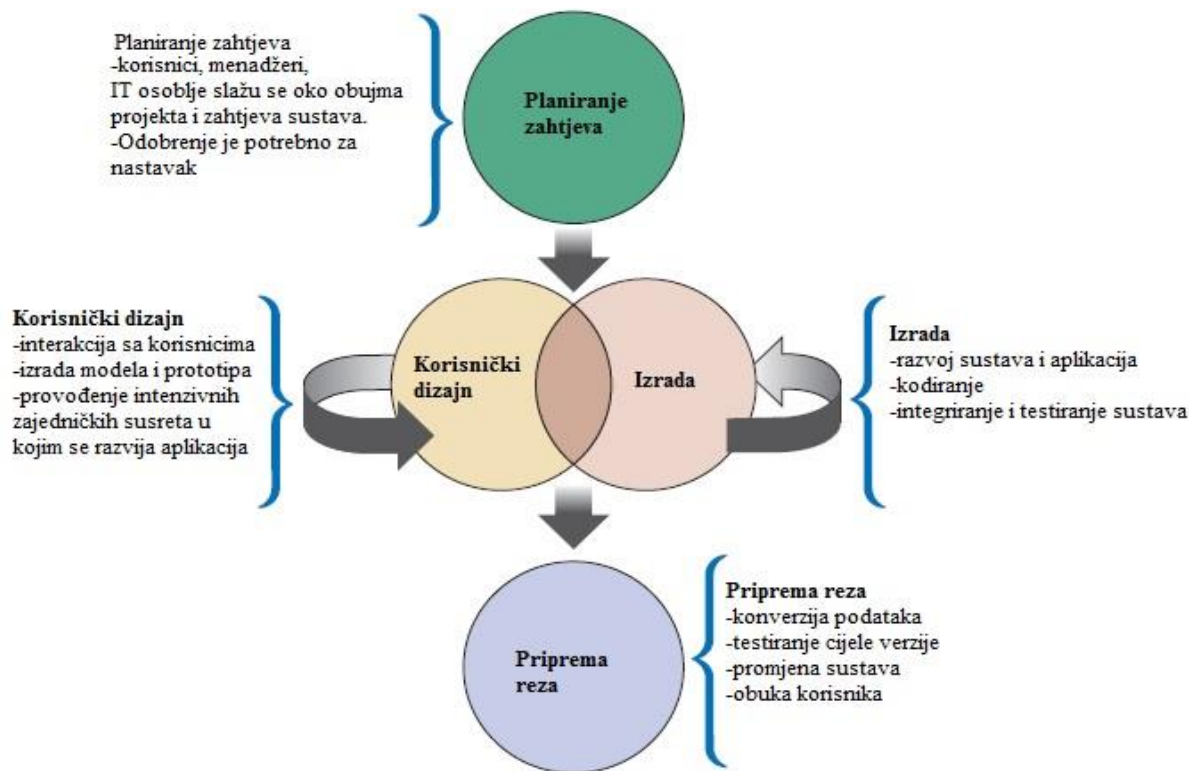 Planiranje zahtjeva
-korisnici, menadžeri,
IT osoblje slažu se oko obujma
projekta i zahtjeva sustava.
-Odobrenje je potrebno za
nastavak
Planiranje
zahtjeva
Korisnički dizajn
-interakcija sa korisnicima
-izrada modela i prototipa
-provođenje intenzivnih
zajedničkih susreta u
kojim se razvija aplikacija
Korisnički
dizajn
Izrada
Izrada
-razvoj sustava i aplikacija
-kodiranje
-integriranje i testiranje sustava
Priprema
reza
Priprema reza
-konverzija podataka
-testiranje cijele verzije
-promjena sustava
-obuka korisnika